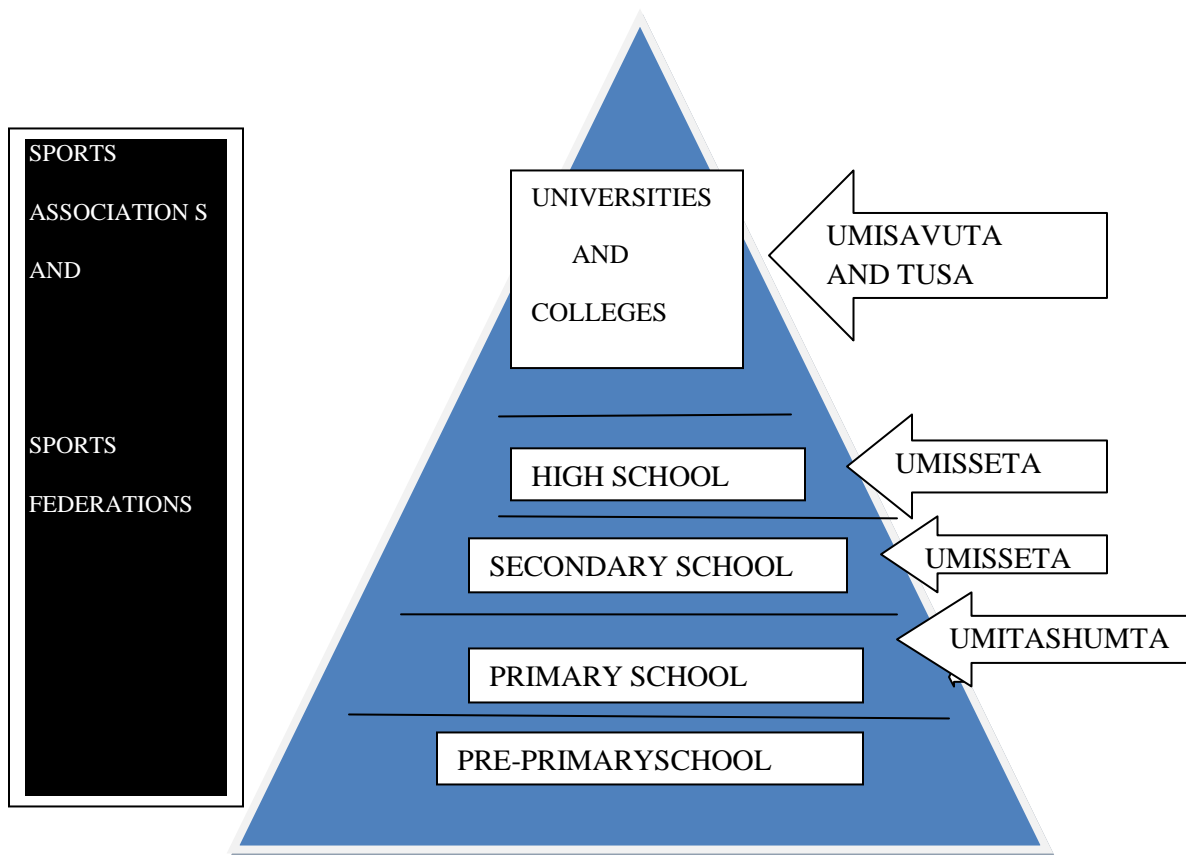 SPORTS
ASSOCIATION S
AND
SPORTS
FEDERATIONS
UNIVERSITIES
AND
COLLEGES
UMISAVUTA
AND TUSA
HIGH SCHOOL
UMISSETA
SECONDARY SCHOOL
UMISSETA
PRIMARY SCHOOL
UMITASHUMTA
PRE-PRIMARYSCHOOL